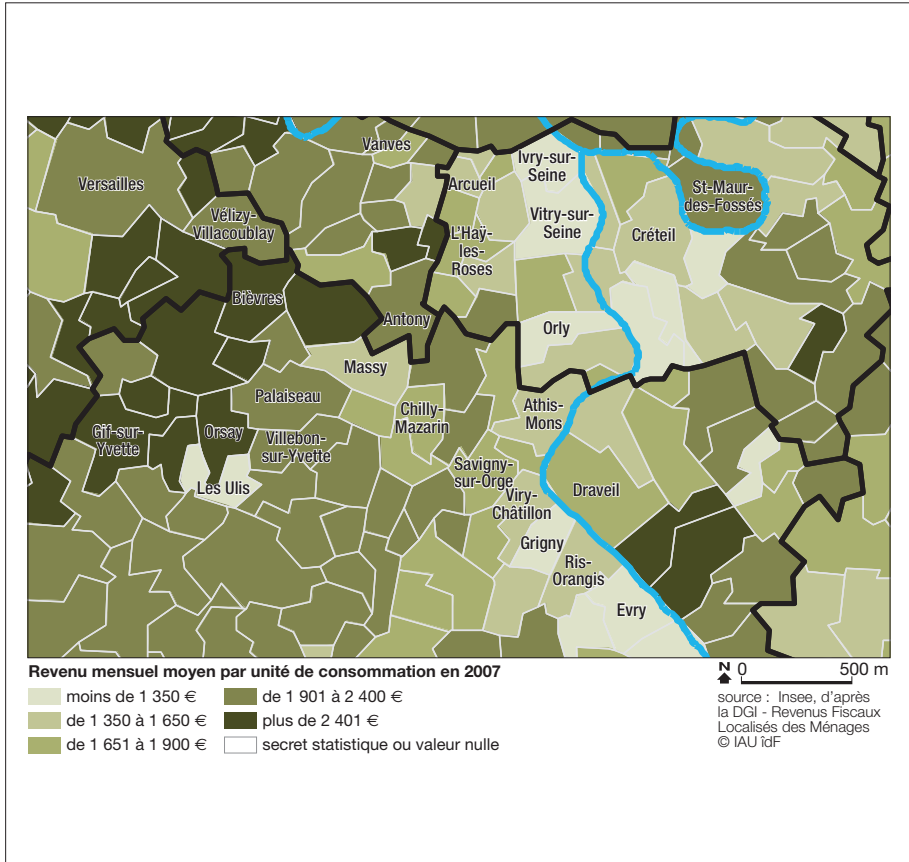 Vanves
Ivry-sur-
Seine
Versailles
Arcueil
St-Maur-
des-Fossés
Vélizy-
Villacoublay
Vitry-sur-
Seine
L'Haÿ-
les-
Roses
Créteil
Bièvres
Antony
Orly
Massy
Palaiseau
Chilly-
Mazarin
Athis-
Mons
Gif-sur-
Yvette
Orsay
Villebon-
sur-Yvette
Savigny-
sur-Orge
Les Ulis
Viry-
Châtillon
Draveil
Grigny
Ris-
Orangis
Evry
Revenu mensuel moyen par unité de consommation en 2007
moins de 1 350 €
de 1 350 à 1 650 €
de 1 651 à 1 900 €
de 1 901 à 2 400 €
plus de 2 401 €
secret statistique ou valeur nulle
N 0 500 m
source : Insee, d'après
la DGI - Revenus Fiscaux
Localisés des Ménages
© IAU îdF